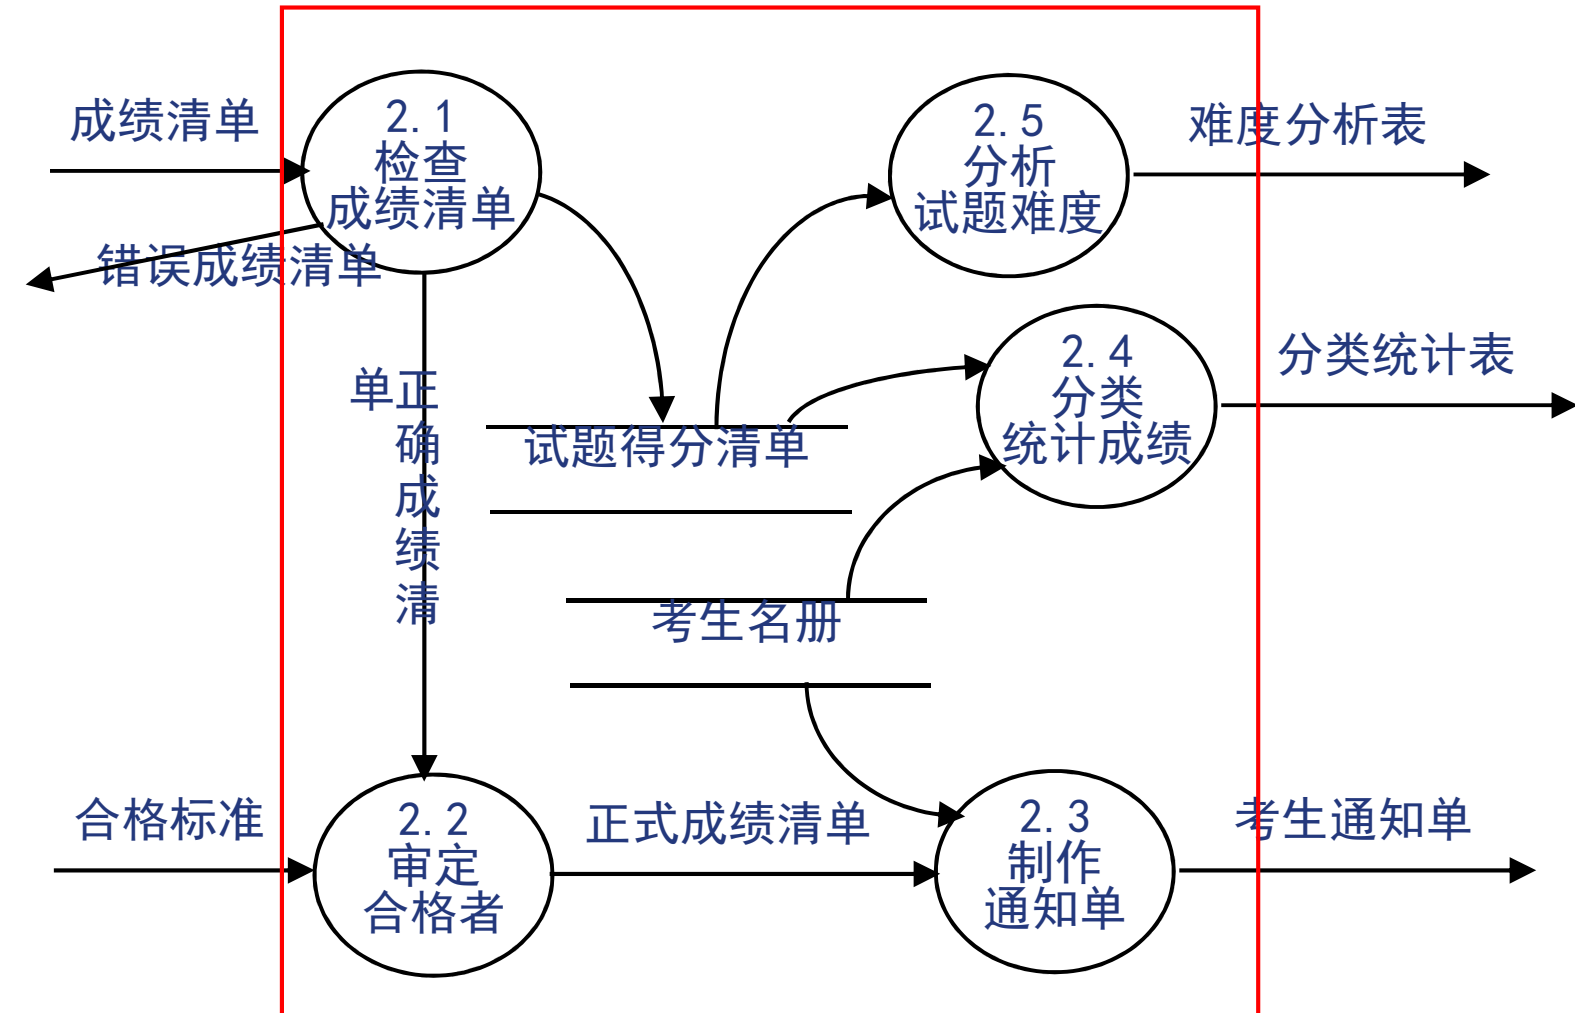 成绩清单
2.1
检查
成绩清单
2.5
分析
试题难度
难度分析表
错误成绩清单
2.4
分类
统计成绩
分类统计表
正确成绩清
单
试题得分清单
考生名册
合格标准
2.2
审定
合格者
正式成绩清单
2.3
制作
通知单
考生通知单